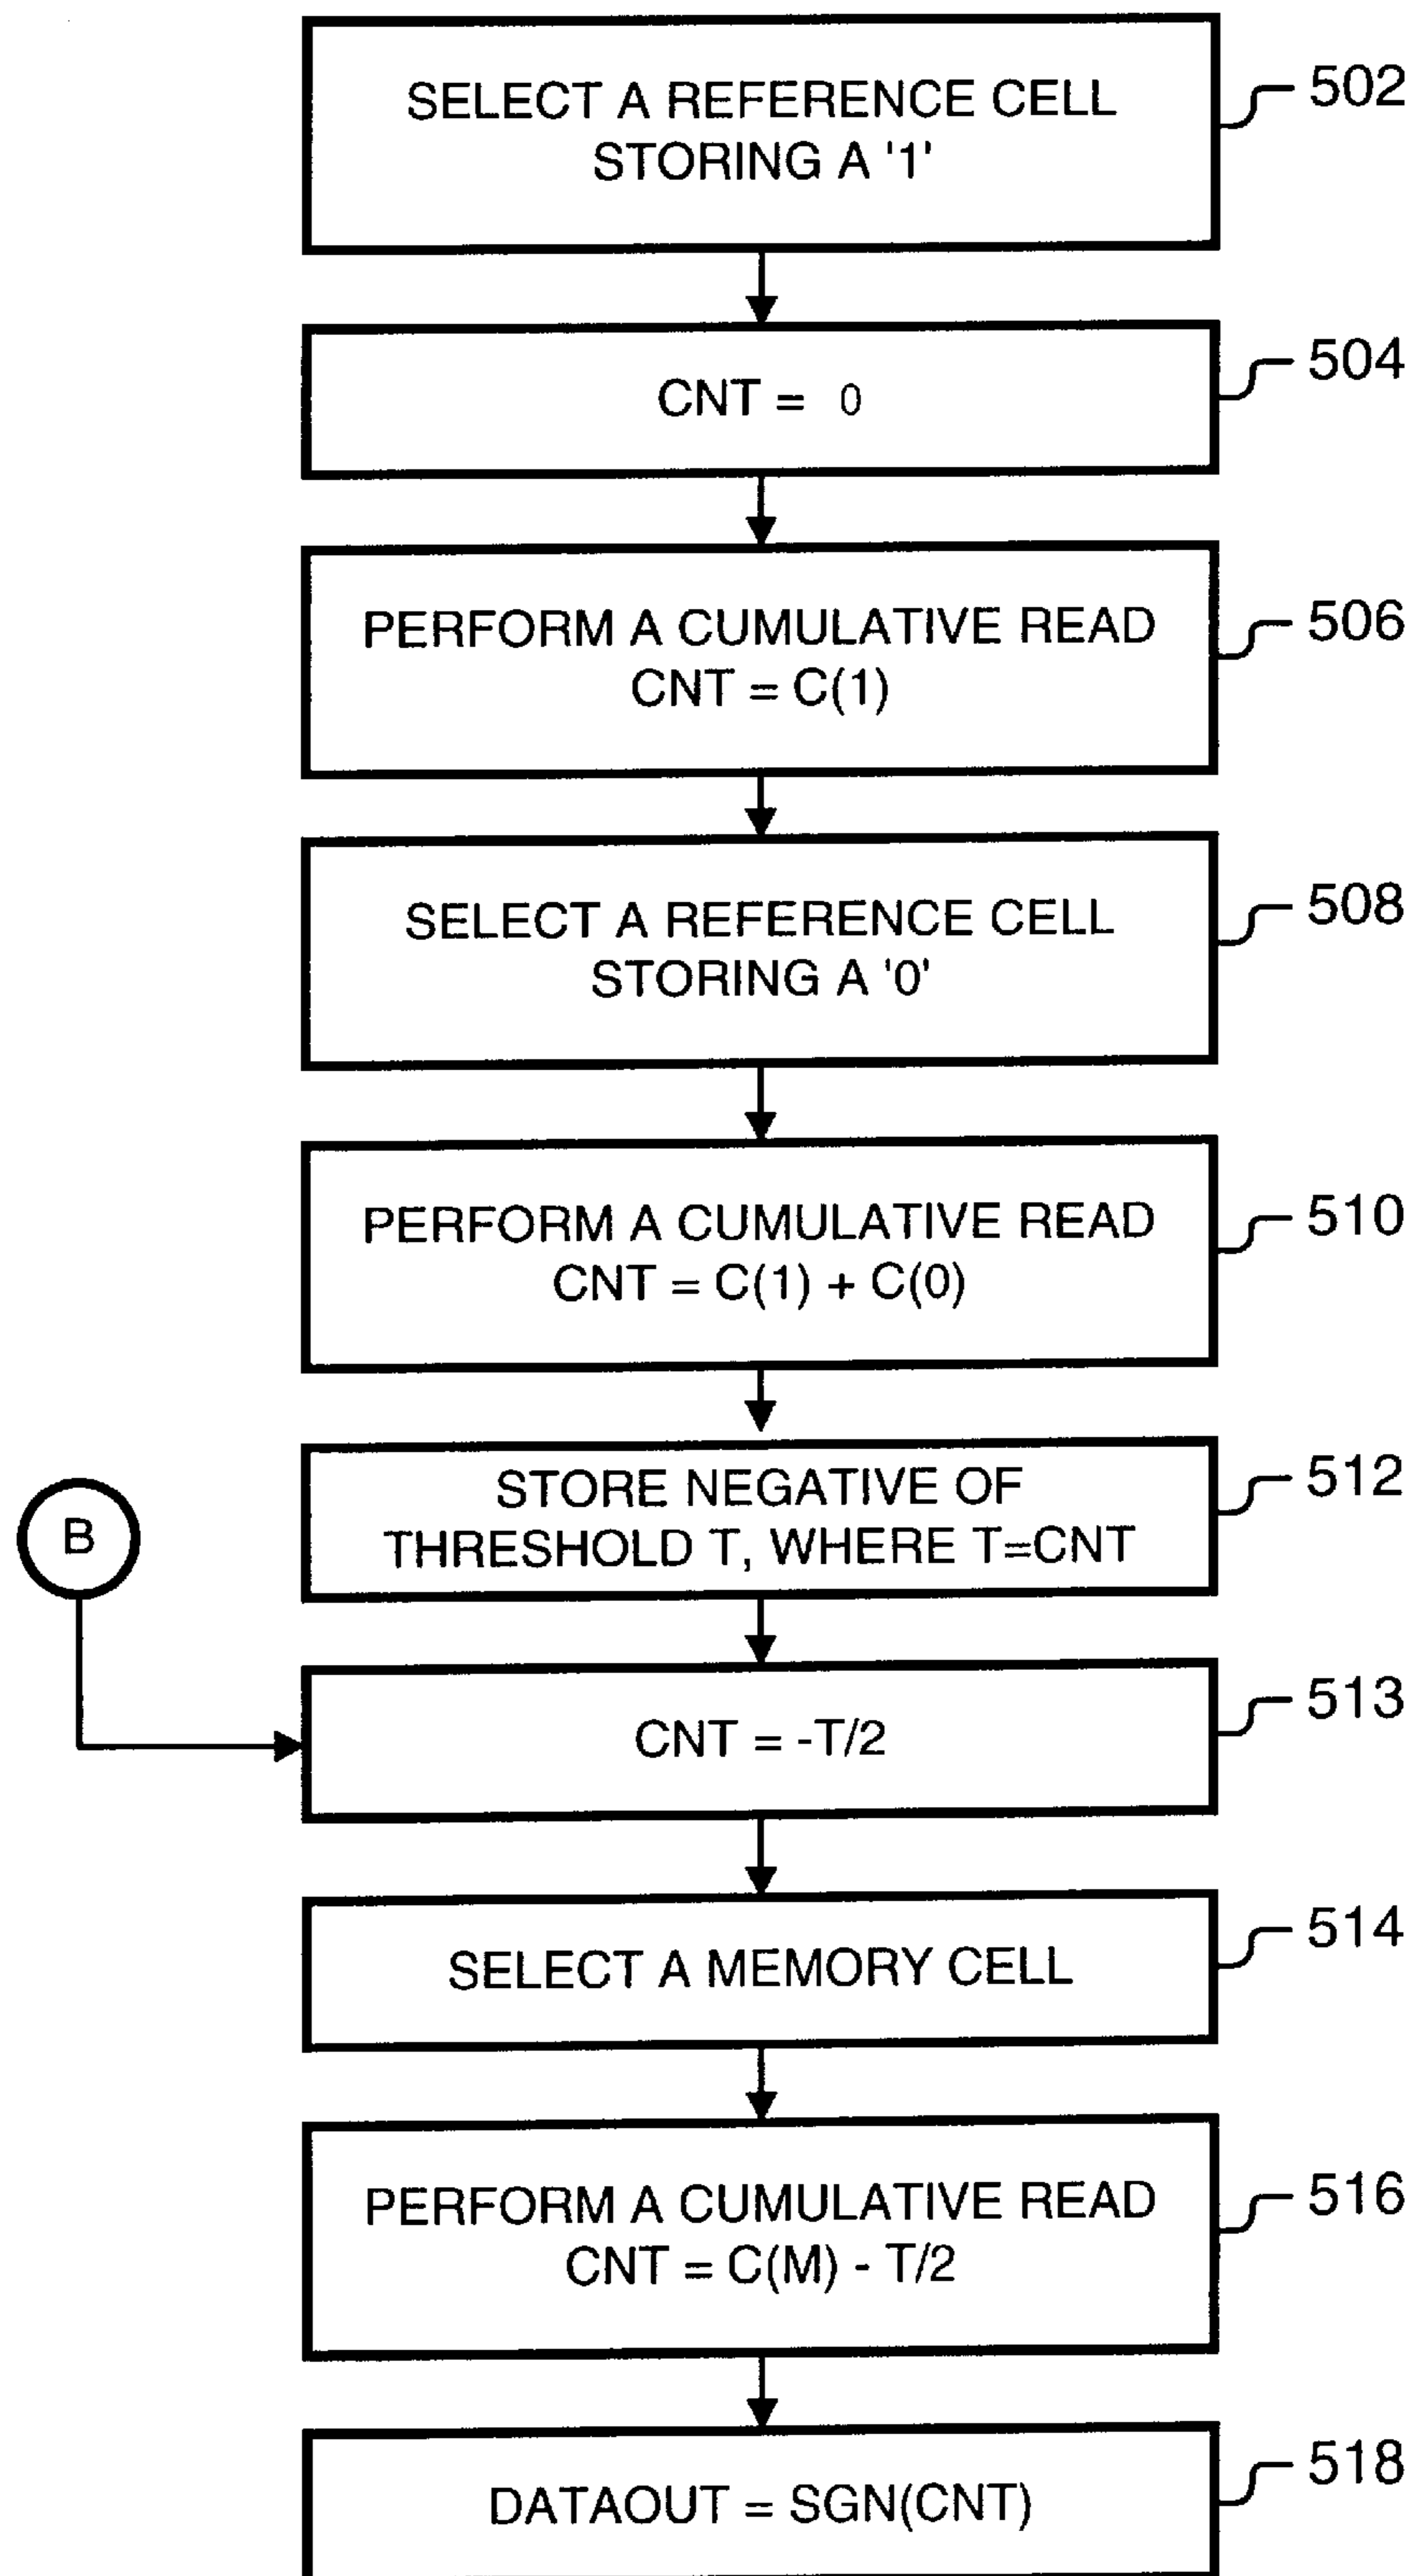 SELECT A REFERENCE CELL
STORING A '1'
502
CNT = 0
504
PERFORM A CUMULATIVE READ
CNT = C(1)
506
SELECT A REFERENCE CELL
STORING A '0'
508
PERFORM A CUMULATIVE READ
CNT = C(1) + C(0)
510
STORE NEGATIVE OF
THRESHOLD T, WHERE T=CNT
512
B
CNT = -T/2
513
SELECT A MEMORY CELL
514
PERFORM A CUMULATIVE READ
CNT = C(M) - T/2
516
DATAOUT = SGN(CNT)
518